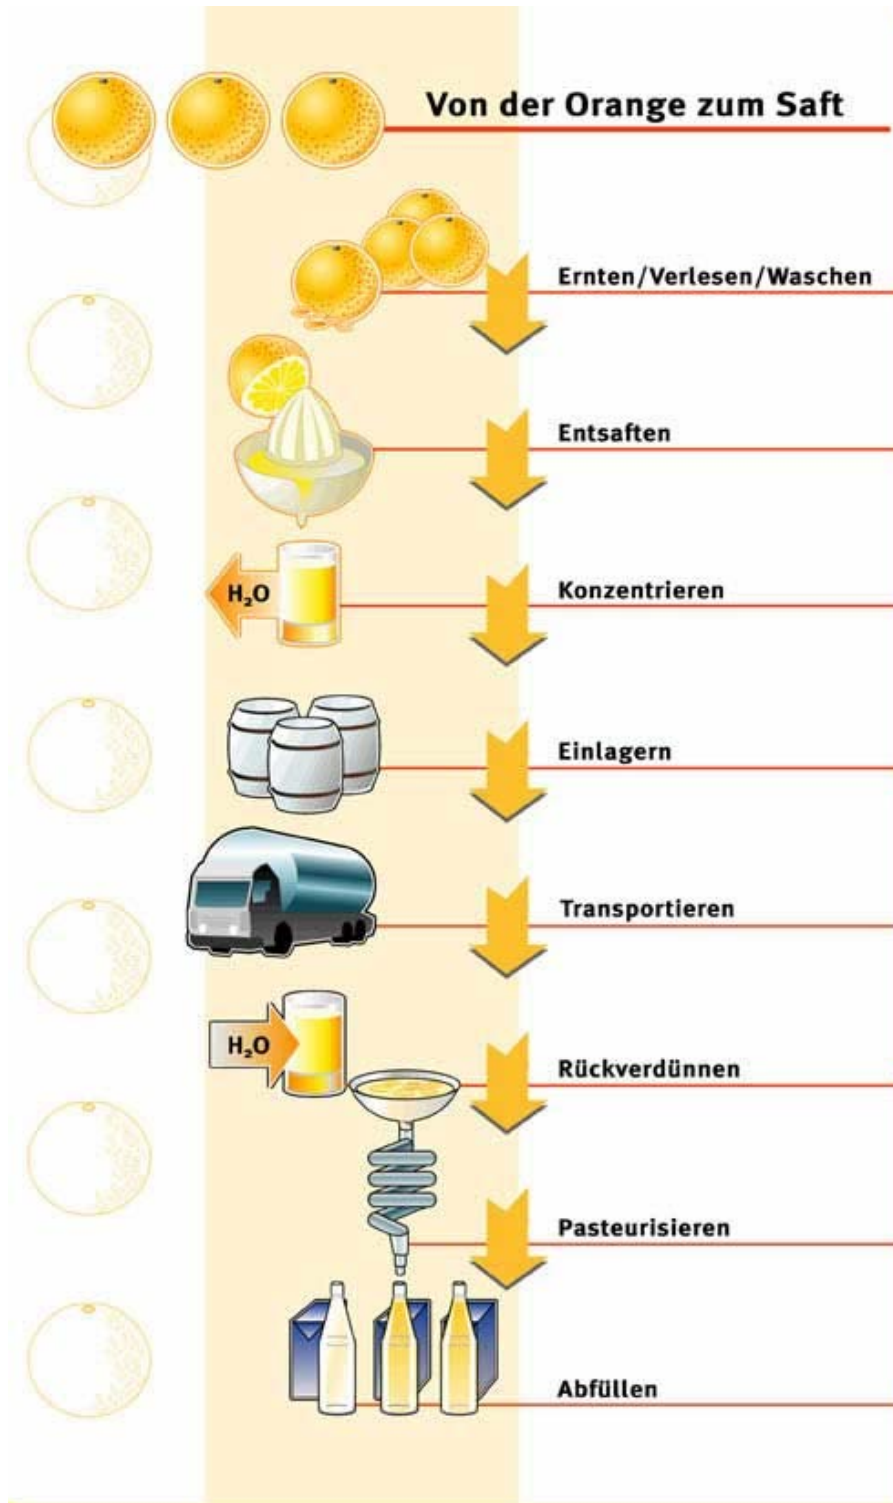 Von der Orange zum Saft
Ernten/Verlesen/Waschen
Entsaften
H₂O
Konzentrieren
Einlagern
Transportieren
H₂O
Rückverdünnen
Pasteurisieren
Abfüllen